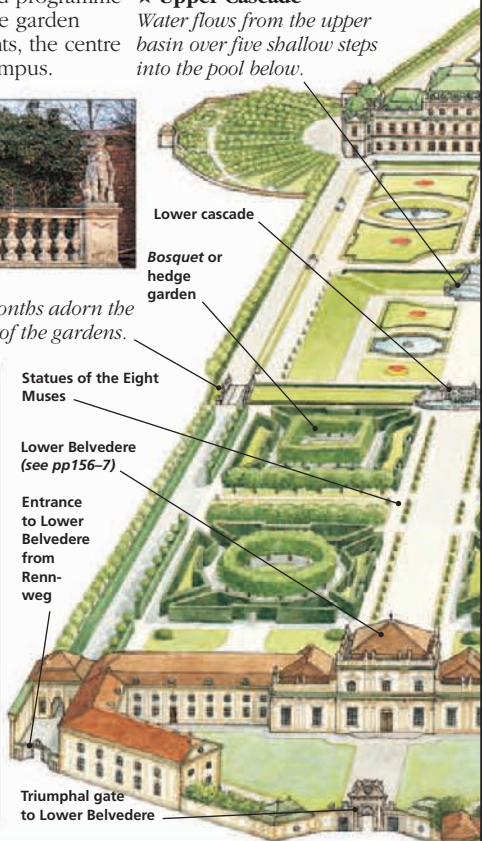 d programme
e garden
ts, the centre
mpus.
Upper Cascade
Water flows from the upper
basin over five shallow steps
into the pool below.
Lower cascade
Bosquet or
hedge
garden
onths adorn the
of the gardens.
Statues of the Eight
Muses
Lower Belvedere
(see pp156–7)
Entrance
to Lower
Belvedere
from
Renn-
weg
Triumphal gate
to Lower Belvedere